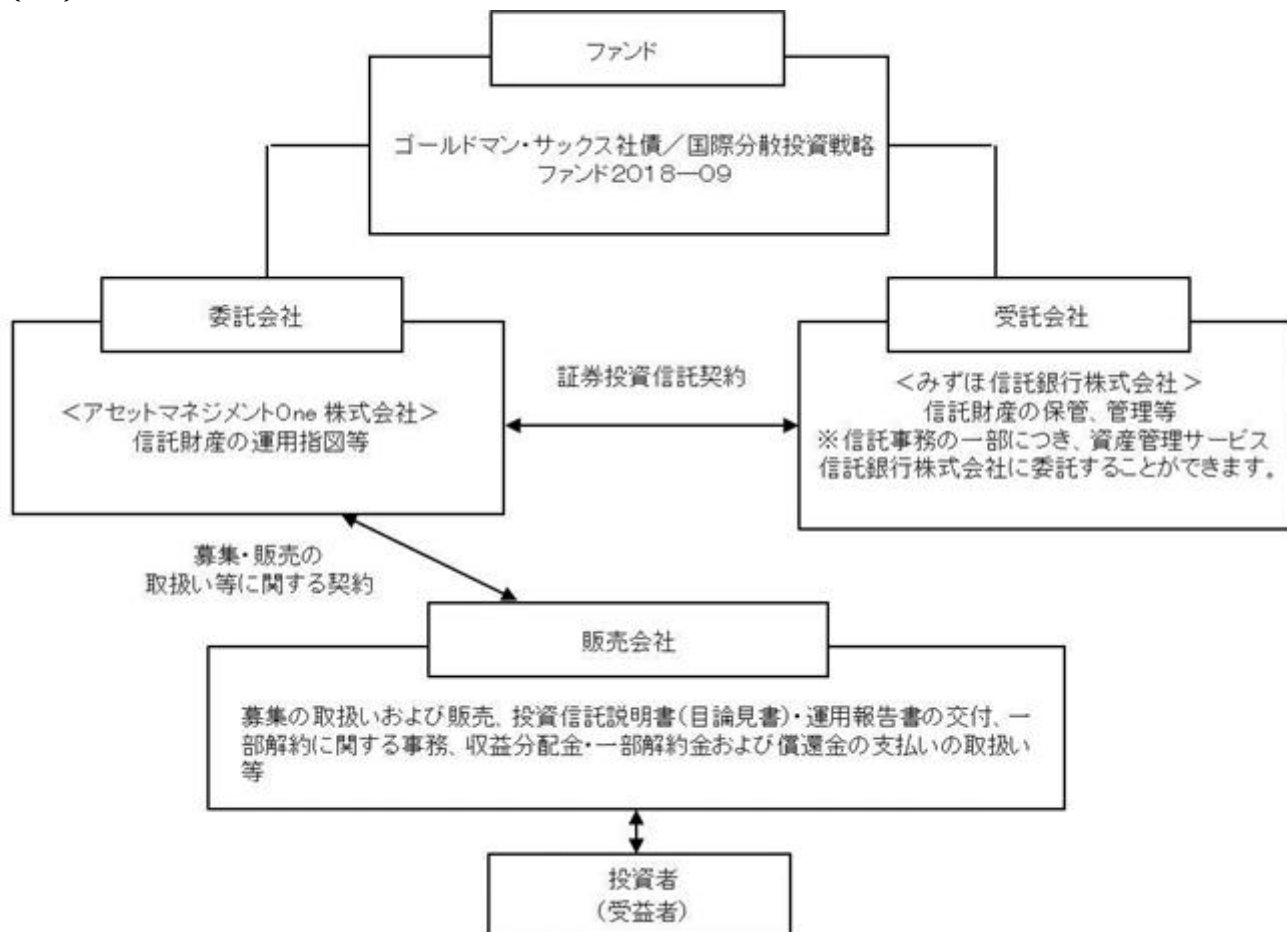 ファンド
ゴールドマン・サックス社債／国際分散投資戦略
ファンド2018―09
委託会社
＜アセットマネジメントOne 株式会社＞
信託財産の運用指図等
証券投資信託契約
受託会社
＜みずほ信託銀行株式会社＞
信託財産の保管、管理等
※信託事務の一部につき、資産管理サービス
信託銀行株式会社に委託することができます。
募集・販売の
取扱い等に関する契約
販売会社
募集の取扱いおよび販売、投資信託説明書(目論見書)・運用報告書の交付、一
部解約に関する事務、収益分配金・一部解約金および償還金の支払いの取扱い
等
投資者
(受益者)